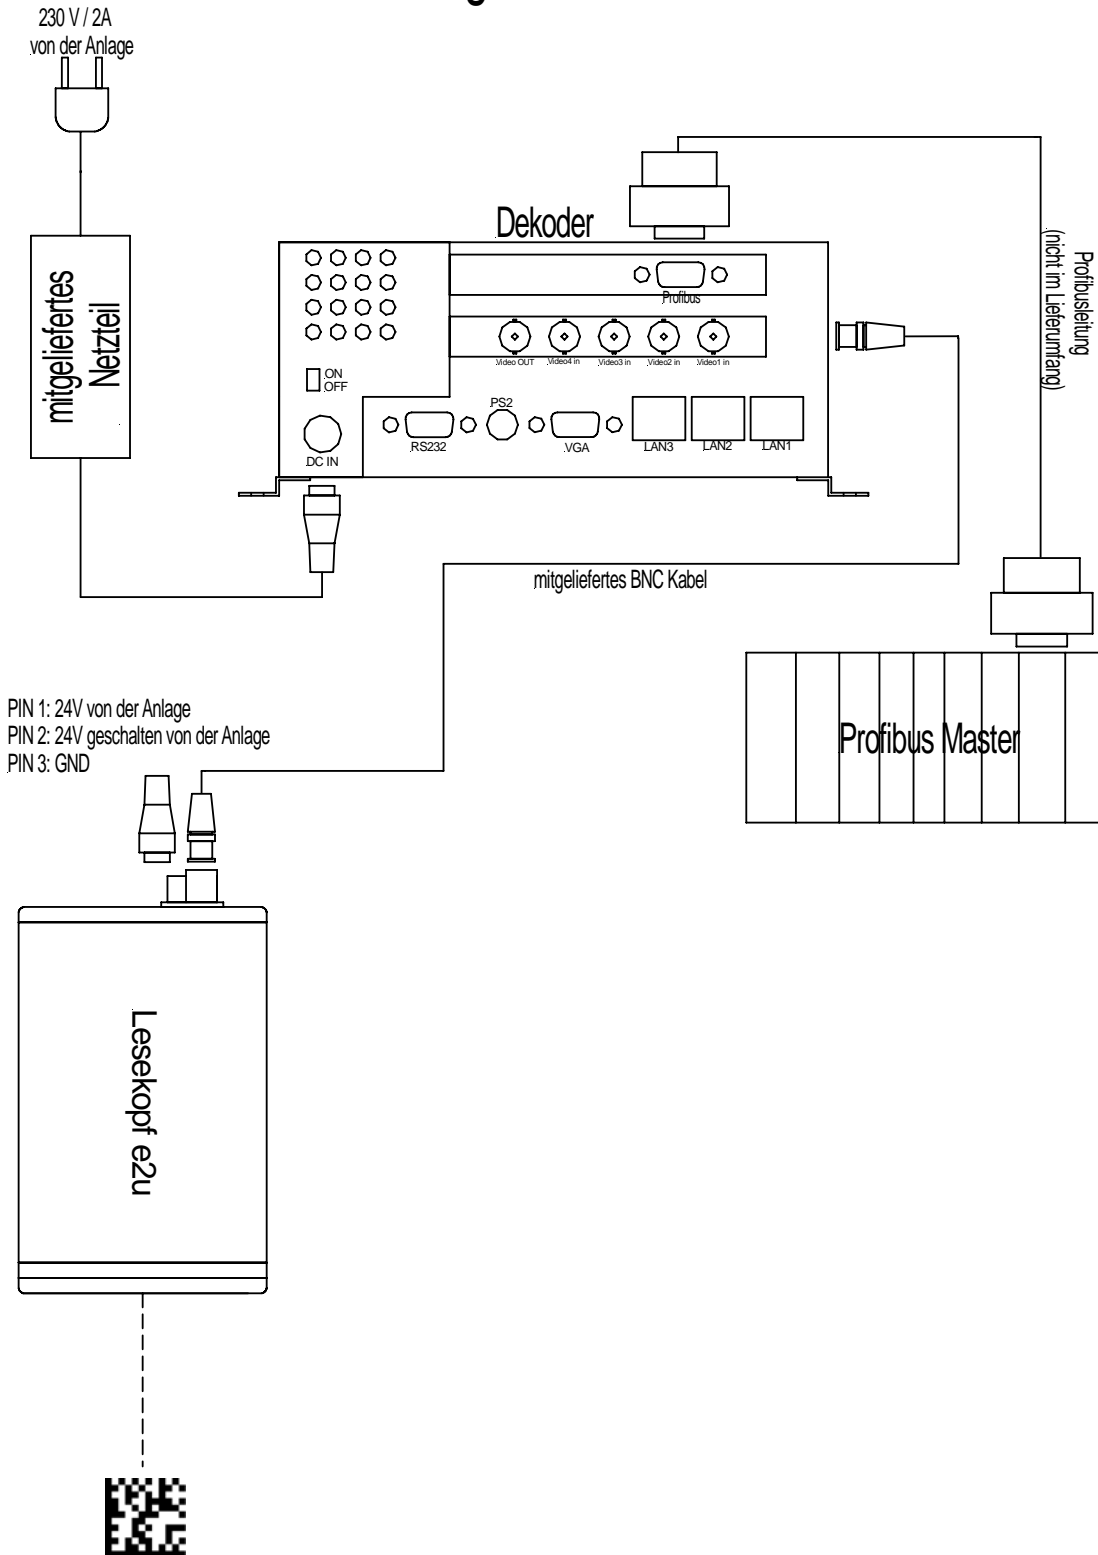 230 V / 2A
von der Anlage
Dekoder
mitgeliefertes
Netzteil
Profibusleitung
(nicht im Lieferumfang)
Profibus
Video OUT
Video4 in
Video3 in
Video2 in
Video1 in
ON
OFF
PS2
DC IN
RS232
VGA
LAN3
LAN2
LAN1
mitgeliefertes BNC Kabel
PIN 1: 24V von der Anlage
PIN 2: 24V geschalten von der Anlage
PIN 3: GND
Profibus Master
Lesekopf e2u